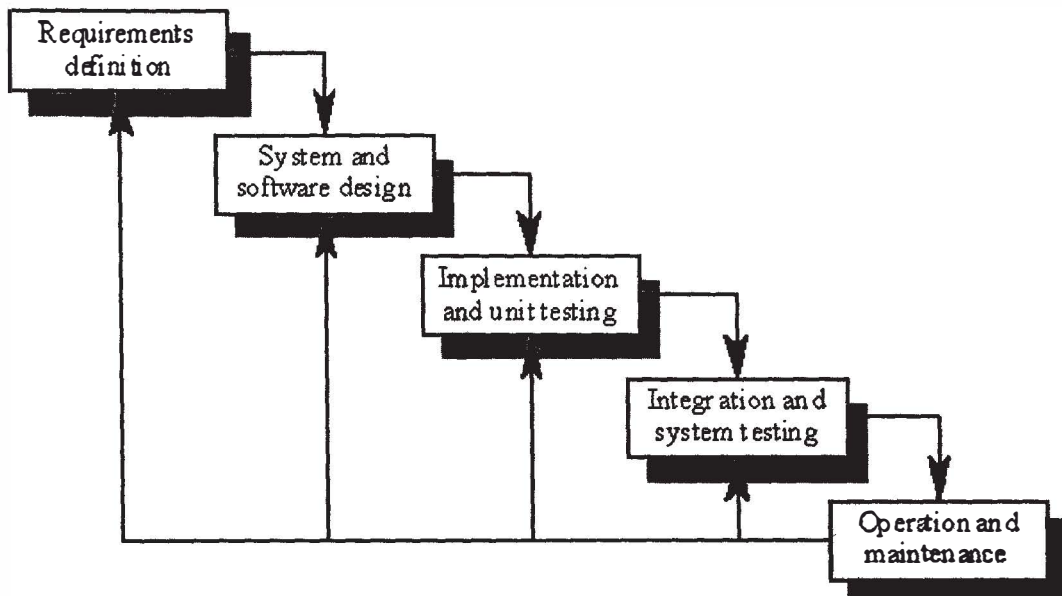 Requirements
definition
System and
software design
Implementation
and unit testing
Integration and
system testing
Operation and
maintenance